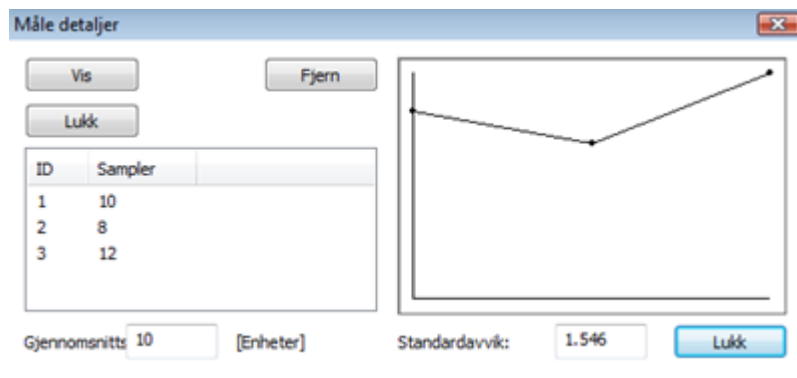 Måle detaljer
Vis Fjern
Lukk
ID Sampler
1 10
2 8
3 12
Gjennomsnitts 10 [Enheter] Standardavvik: 1.546 Lukk